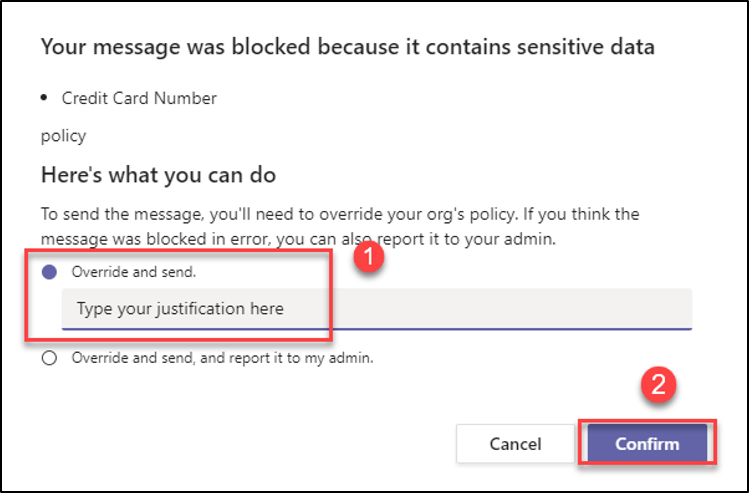 Your message was blocked because it contains sensitive data
• Credit Card Number
policy
Here's what you can do
To send the message, you'll need to override your org's policy. If you think the
message was blocked in error, you can also report it to your admin.
1
Override and send.
Type your justification here
Override and send, and report it to my admin.
2
Cancel
Confirm